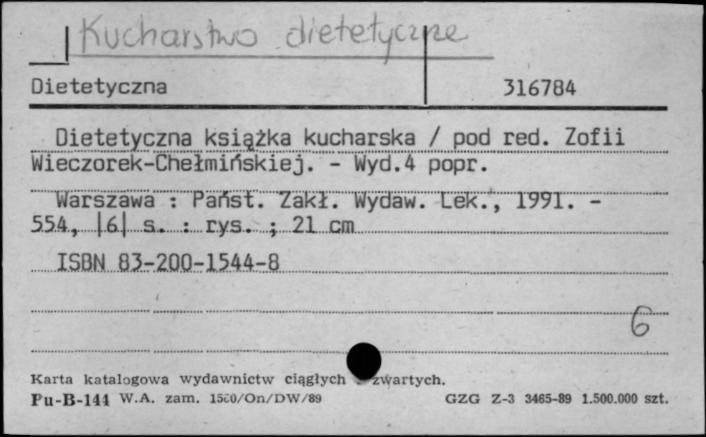 Kucharstwo dietetyczne
Dietetyczna 316784
Dietetyczna książka kucharska / pod red. Zofii
Wieczorek-Chełmińskiej. - Wyd.4 popr.
Warszawa : Państ. Zakł. Wydaw. Lek., 1991. -
554, |6| s. : rys. ; 21 cm
ISBN 83-200-1544-8
6
Karta katalogowa wydawnictw ciągłych zwartych.
Pu-B-144 W.A. zam. /On/DW/89 GZG Z-3 3465-89 1.500.000 szt.